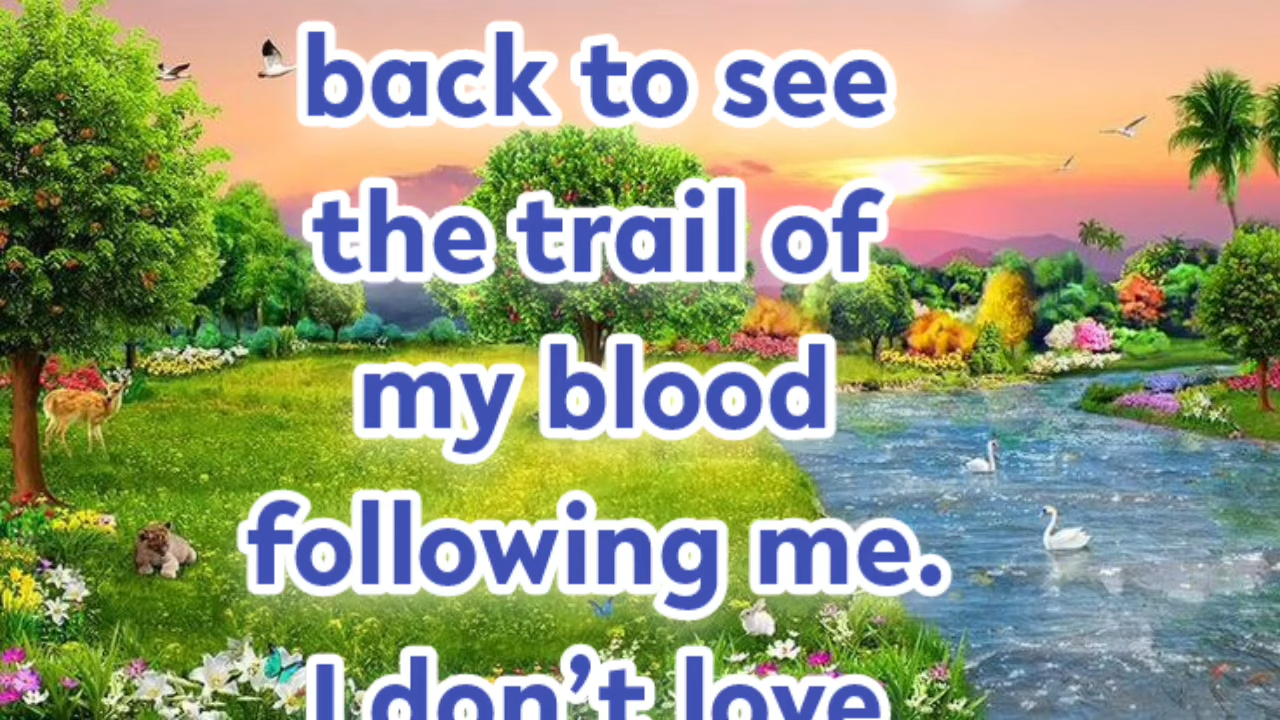 back to see
the trail of
my blood
following me.
I don't love